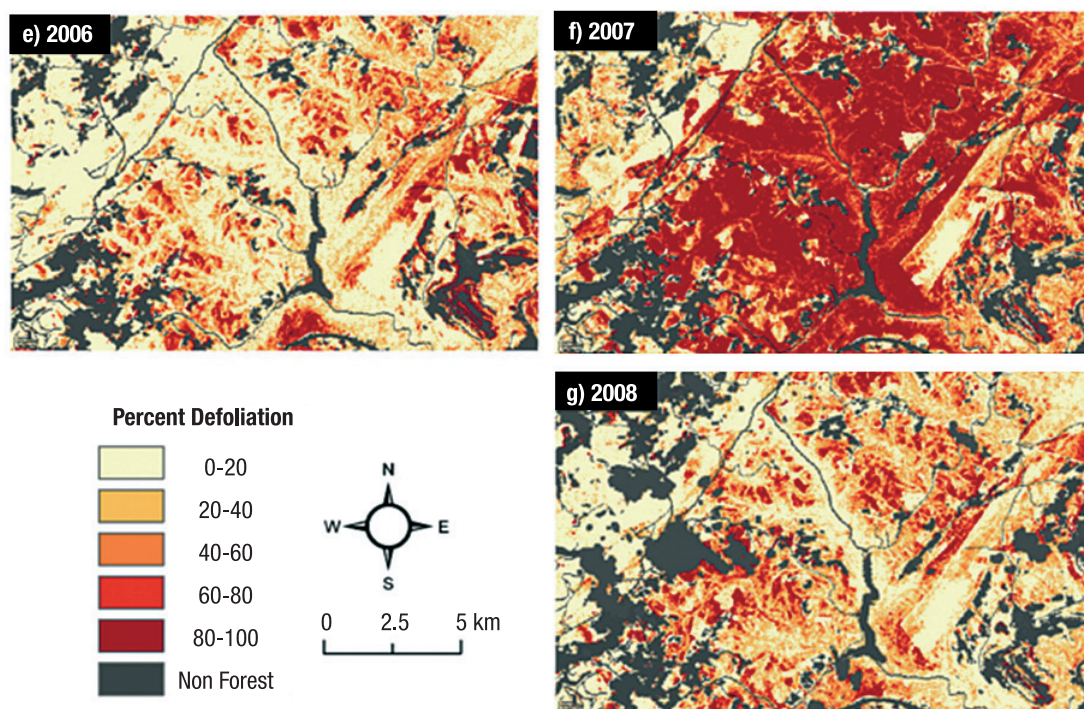 e) 2006
f) 2007
g) 2008
Percent Defoliation
0-20
20-40
40-60
60-80
80-100
Non Forest
N
W E
S
0 2.5 5 km